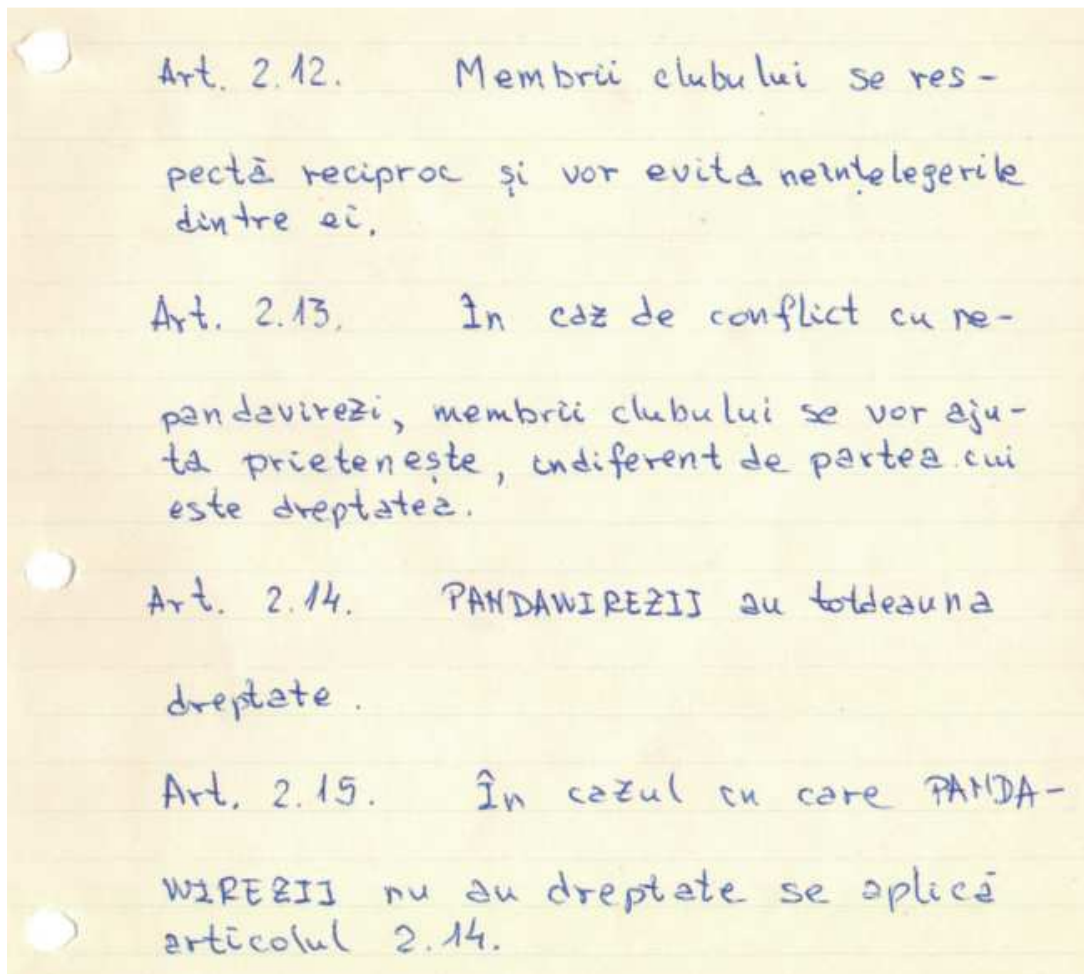 Art. 2.12. Membrii clubului se res-
pectă reciproc și vor evita neînțelegerile
dintre ei.
Art. 2.13. În caz de conflict cu ne-
pandavirezi, membrii clubului se vor aju-
ta prietenește, indiferent de partea cui
este dreptatea.
Art. 2.14. PANDAWIREZII au totdeauna
dreptate.
Art. 2.15. În cazul în care PANDA-
WIREZII nu au dreptate se aplică
articolul 2.14.